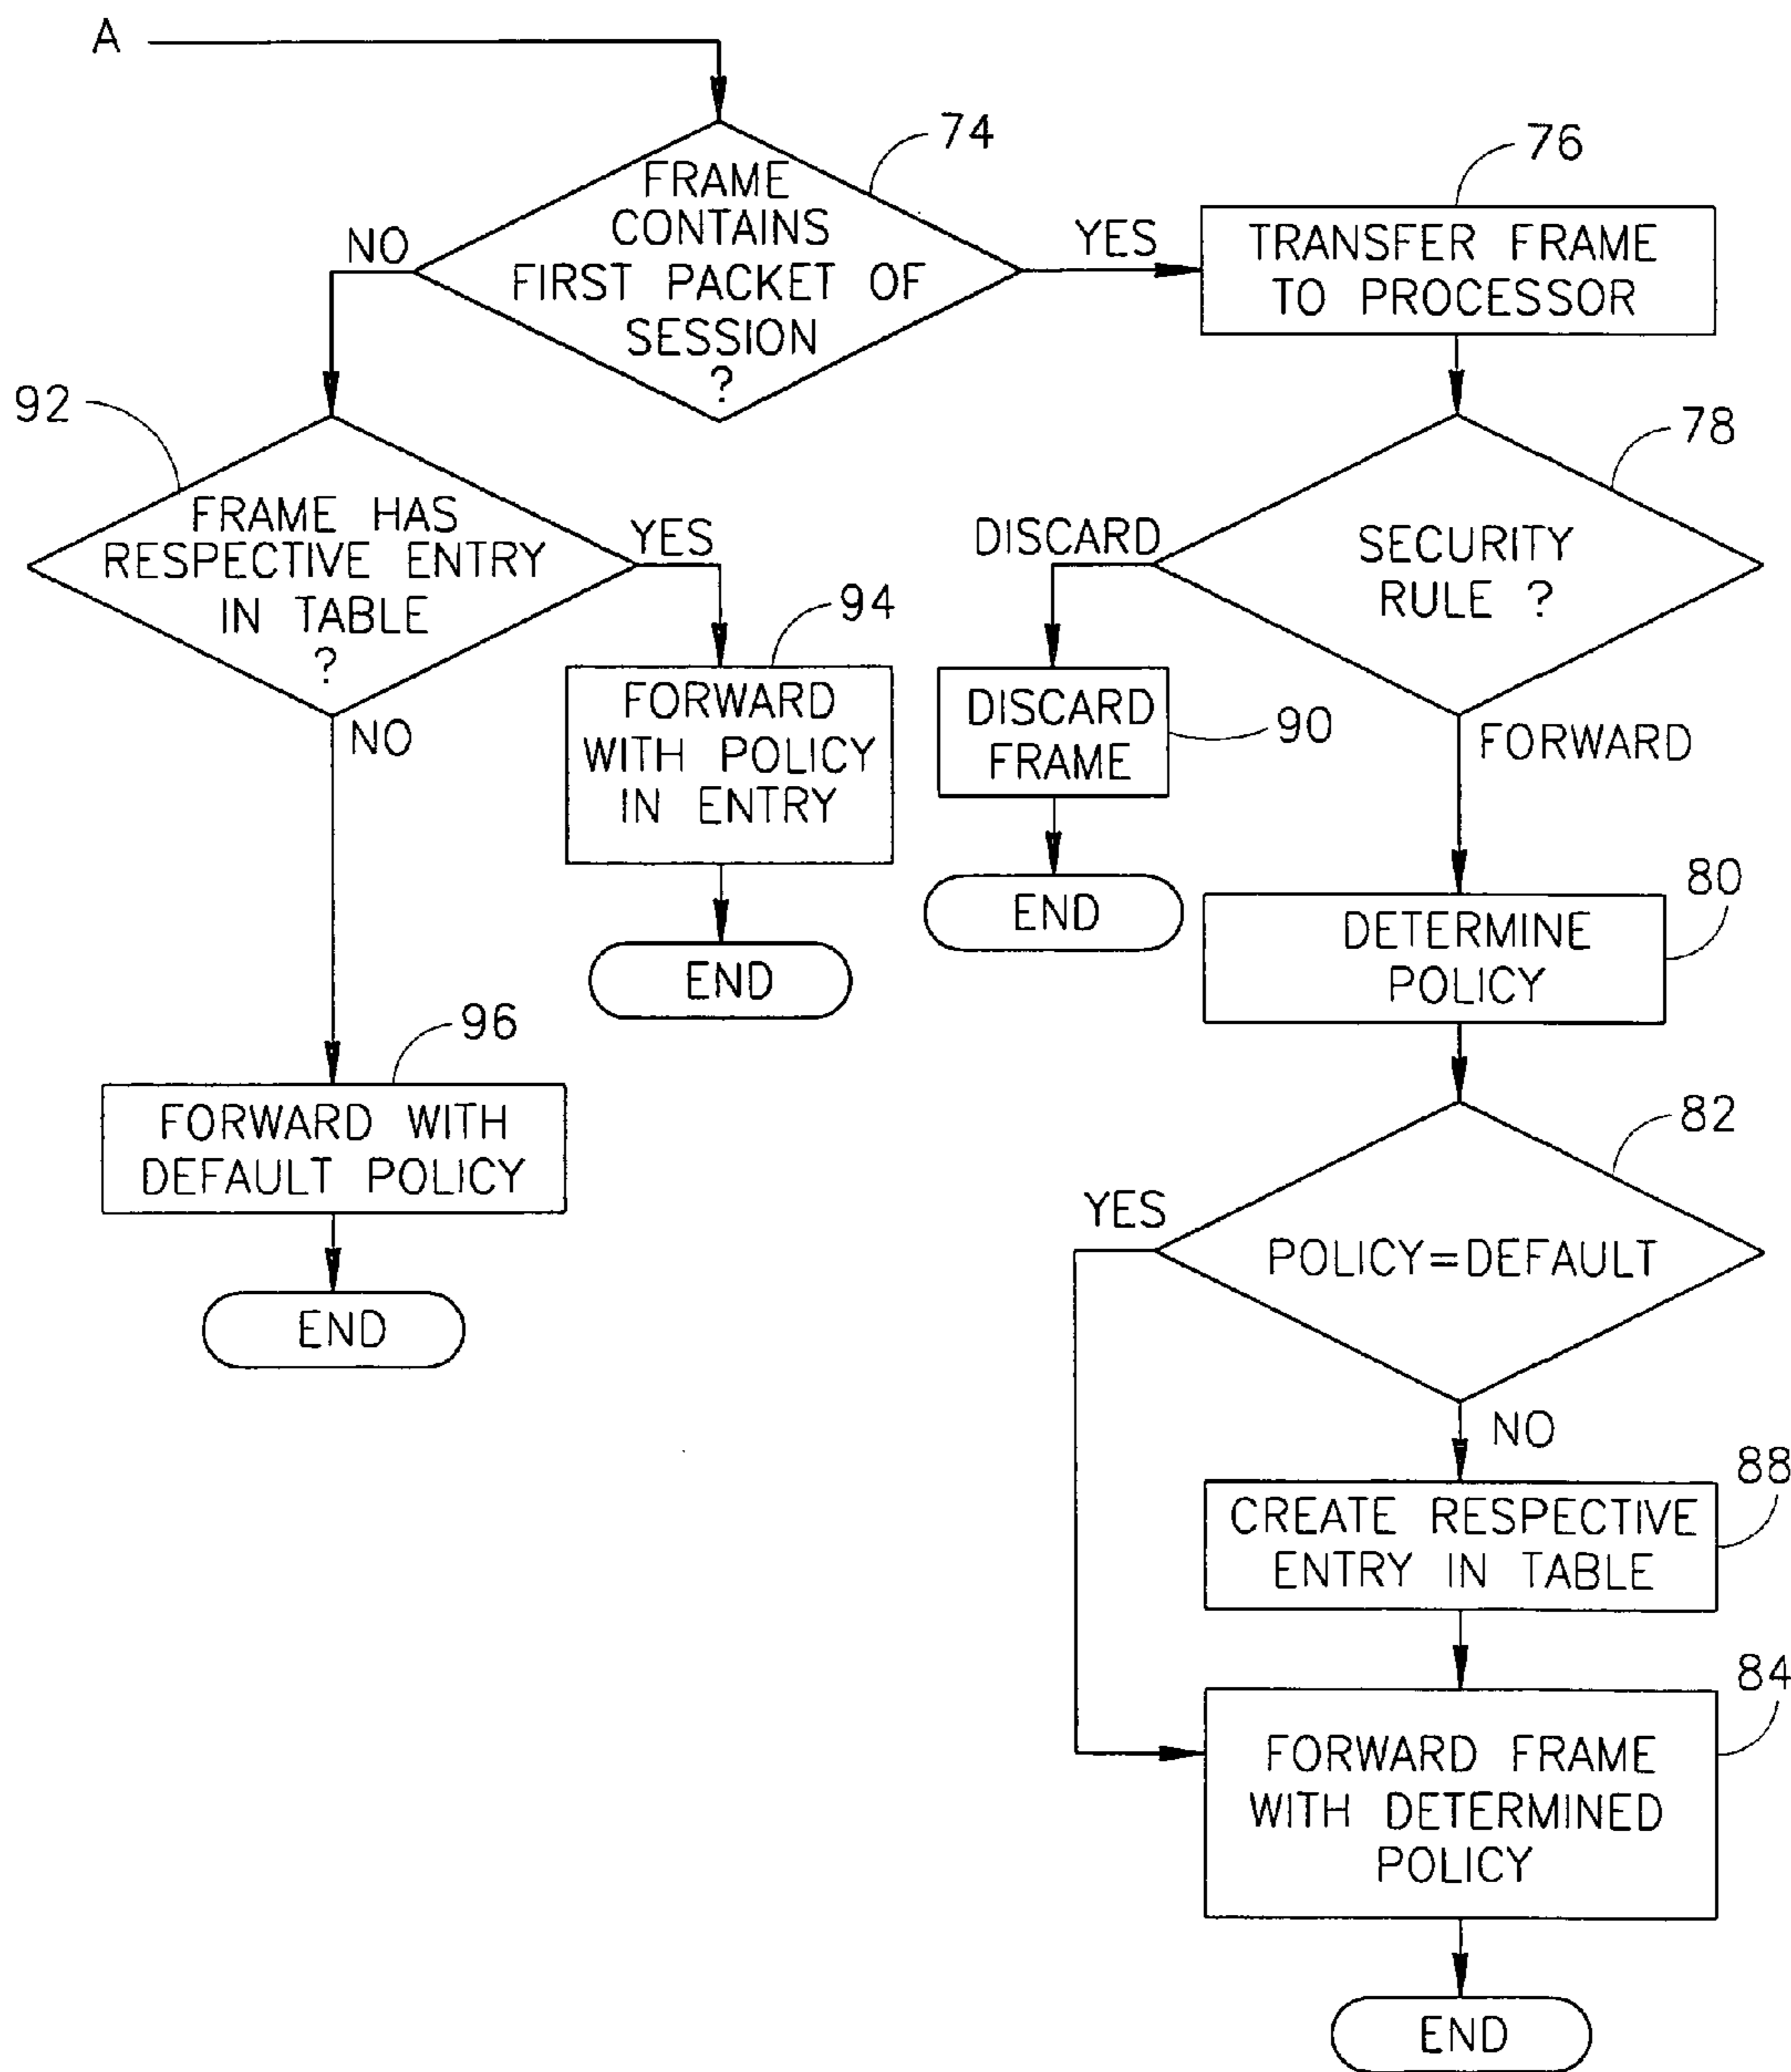 A
74
FRAME
CONTAINS
FIRST PACKET OF
SESSION
?
NO
YES
76
TRANSFER FRAME
TO PROCESSOR
92
FRAME HAS
RESPECTIVE ENTRY
IN TABLE
?
YES
NO
94
FORWARD
WITH POLICY
IN ENTRY
END
96
FORWARD WITH
DEFAULT POLICY
END
78
SECURITY
RULE ?
DISCARD
FORWARD
DISCARD
FRAME
90
END
80
DETERMINE
POLICY
82
POLICY=DEFAULT
YES
NO
88
CREATE RESPECTIVE
ENTRY IN TABLE
84
FORWARD FRAME
WITH DETERMINED
POLICY
END